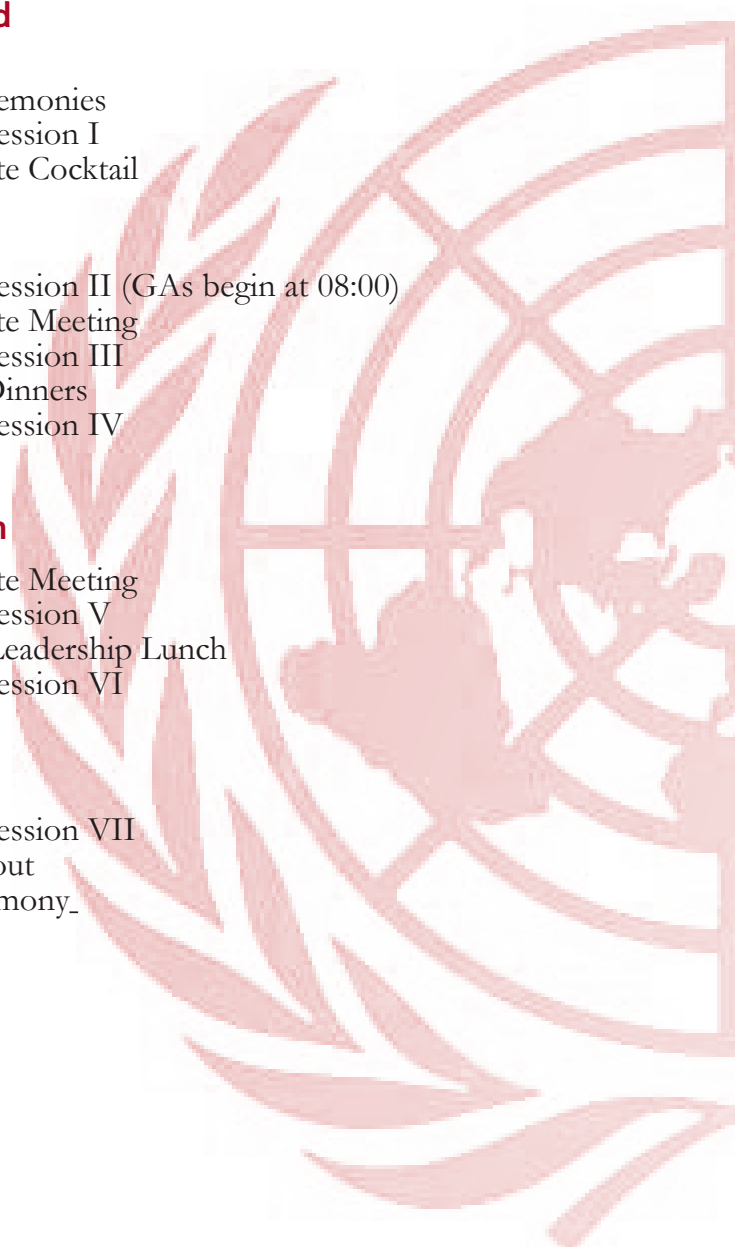 d
emonies
ession I
te Cocktail
ession II (GAs begin at 08:00)
te Meeting
ession III
Dinners
ession IV
n
te Meeting
ession V
Leadership Lunch
ession VI
ession VII
out
mony_